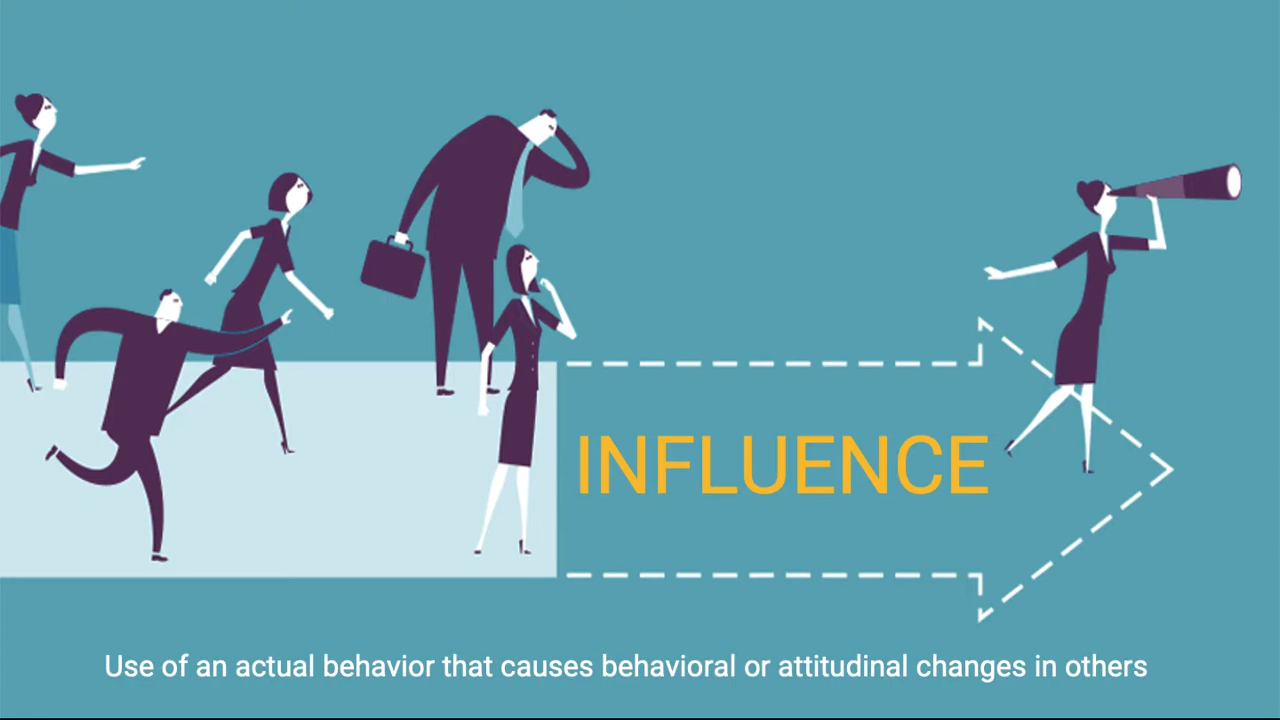 INFLUENCE
Use of an actual behavior that causes behavioral or attitudinal changes in others